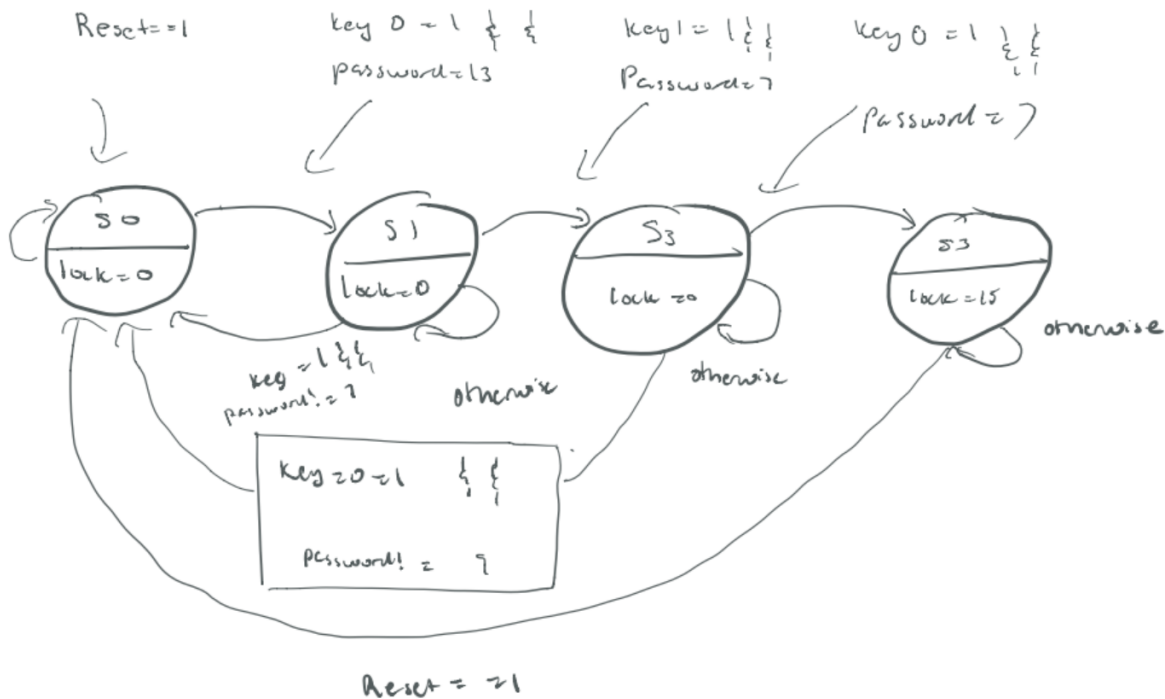 Reset==1
key 0 = 1 & &
password=13
key1 = 1 & &
Password=7
key 0 = 1 & &
Password = 7
S0
lock=0
S1
lock=0
S3
lock=0
S3
lock=15
otherwise
key = 1 & &
password! = 7
otherwise
otherwise
key=0=1 & &
password! = 9
Reset = =1